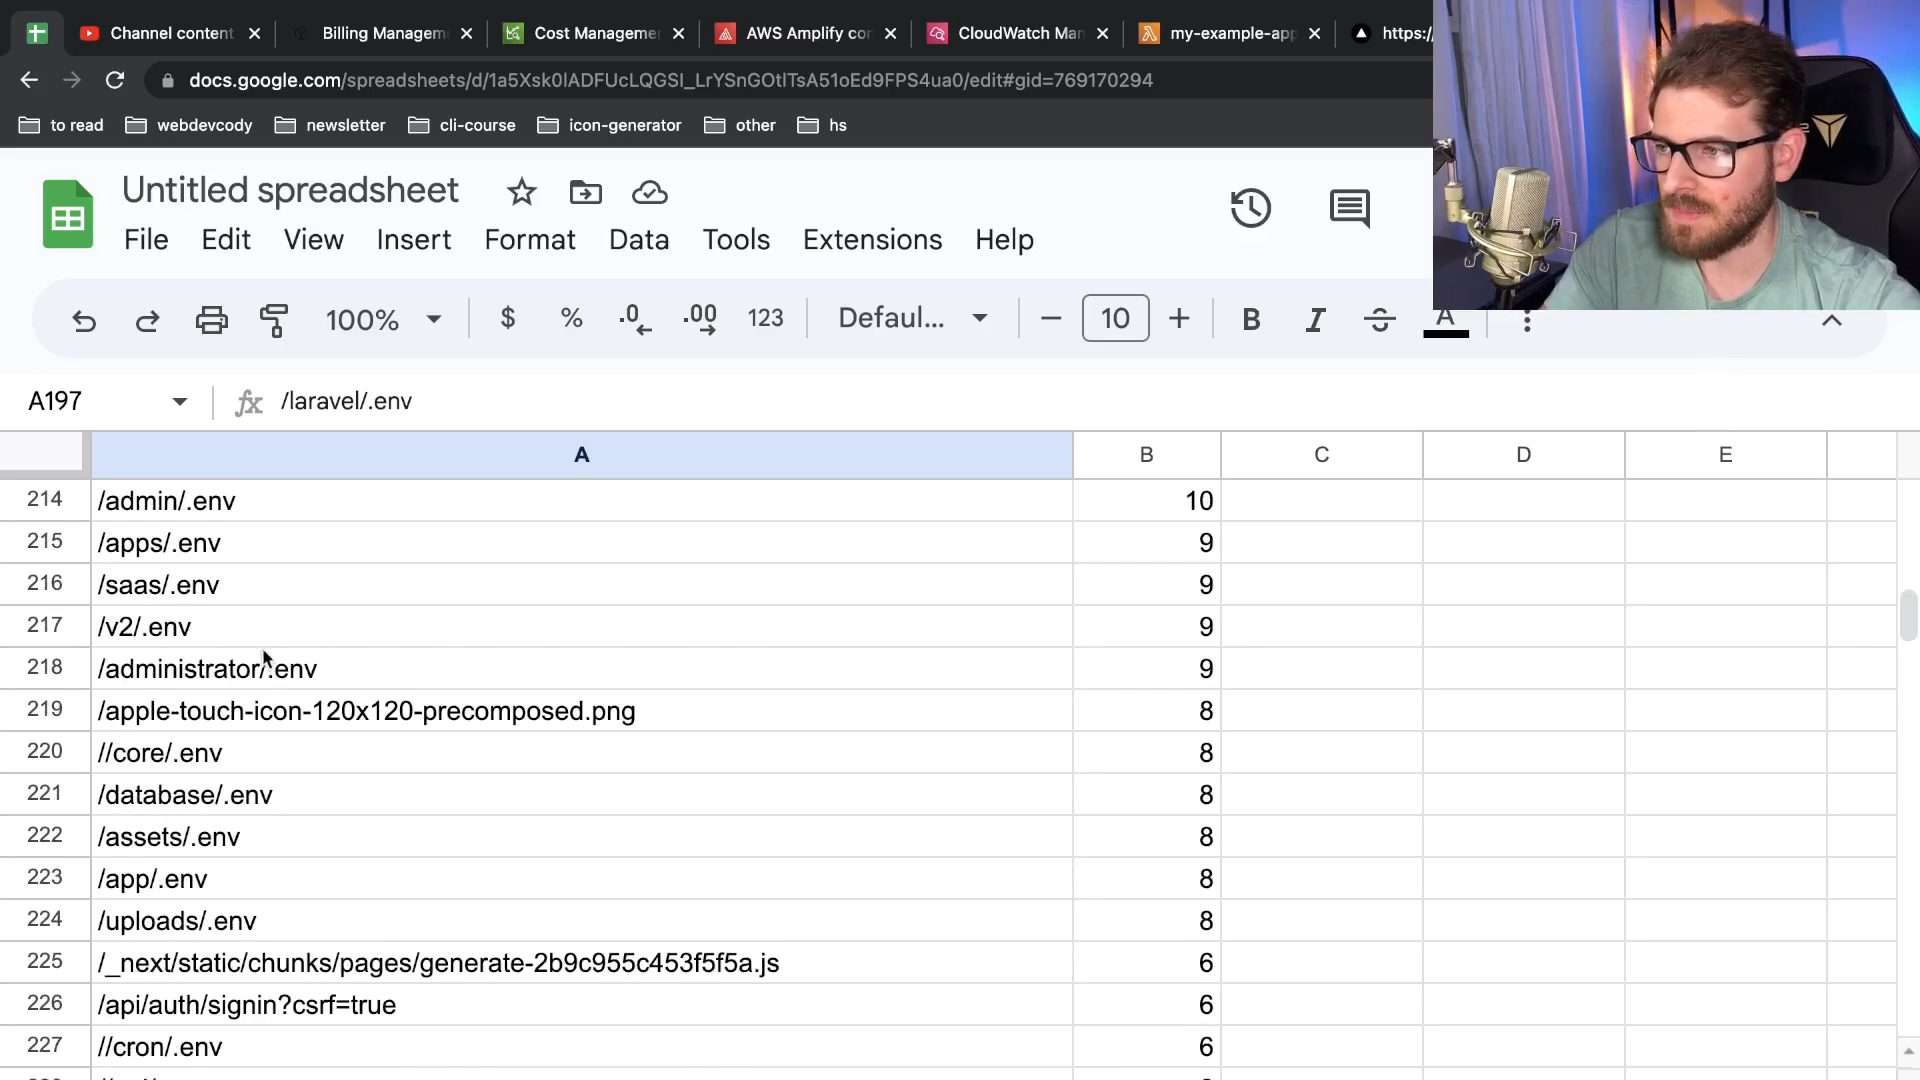 Channel content
Billing Managem
Cost Manageme
AWS Amplify co
CloudWatch Man
my-example-app
https:/
docs.google.com/spreadsheets/d/1a5Xsk0lADFUcLQGSI_LrYSnGOtlTsA51oEd9FPS4ua0/edit#gid=769170294
to read
webdevcody
newsletter
cli-course
icon-generator
other
hs
Untitled spreadsheet
File Edit View Insert Format Data Tools Extensions Help
100% $ % .0 .00 123 Defaul... 10 B I S A
A197 fx /laravel/.env
A B C D E
214 /admin/.env 10
215 /apps/.env 9
216 /saas/.env 9
217 /v2/.env 9
218 /administrator/.env 9
219 /apple-touch-icon-120x120-precomposed.png 8
220 //core/.env 8
221 /database/.env 8
222 /assets/.env 8
223 /app/.env 8
224 /uploads/.env 8
225 /_next/static/chunks/pages/generate-2b9c955c453f5f5a.js 6
226 /api/auth/signin?csrf=true 6
227 //cron/.env 6